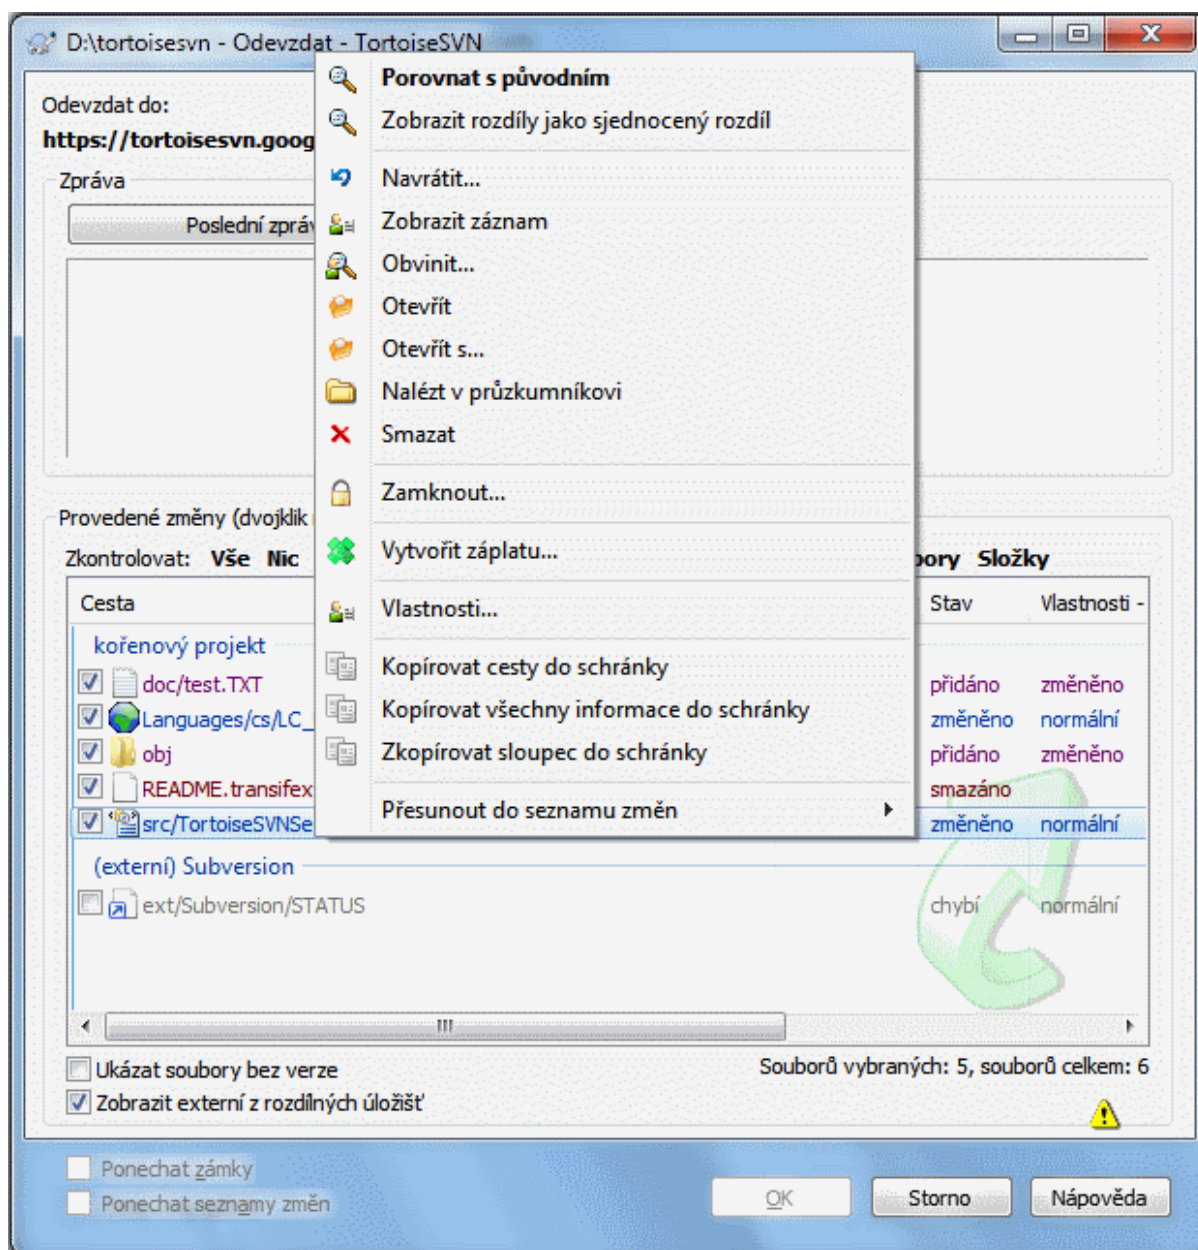 D:\tortoisesvn - Odevzdat - TortoiseSVN
Odevzdat do:
https://tortoisesvn.goog
Zpráva
Poslední zpráv
Porovnat s původním
Zobrazit rozdíly jako sjednocený rozdíl
Navrátit...
Zobrazit záznam
Obvinit...
Otevřít
Otevřít s...
Nalézt v průzkumníkovi
Smazat
Zamknout...
Vytvořit záplatu...
Vlastnosti...
Kopírovat cesty do schránky
Kopírovat všechny informace do schránky
Zkopírovat sloupec do schránky
Přesunout do seznamu změn
Provedené změny (dvojklik
Zkontrolovat: Vše Nic bory Složky
Cesta Stav Vlastnosti -
kořenový projekt
doc/test.TXT přidáno změněno
Languages/cs/LC_ změněno normální
obj přidáno změněno
README.transifex smazáno
src/TortoiseSVNSe změněno normální
(externí) Subversion
ext/Subversion/STATUS chybí normální
Ukázat soubory bez verze Souborů vybraných: 5, souborů celkem: 6
Zobrazit externí z rozdílných úložišť
Ponechat zámky
Ponechat seznamy změn
OK Storno Nápověda